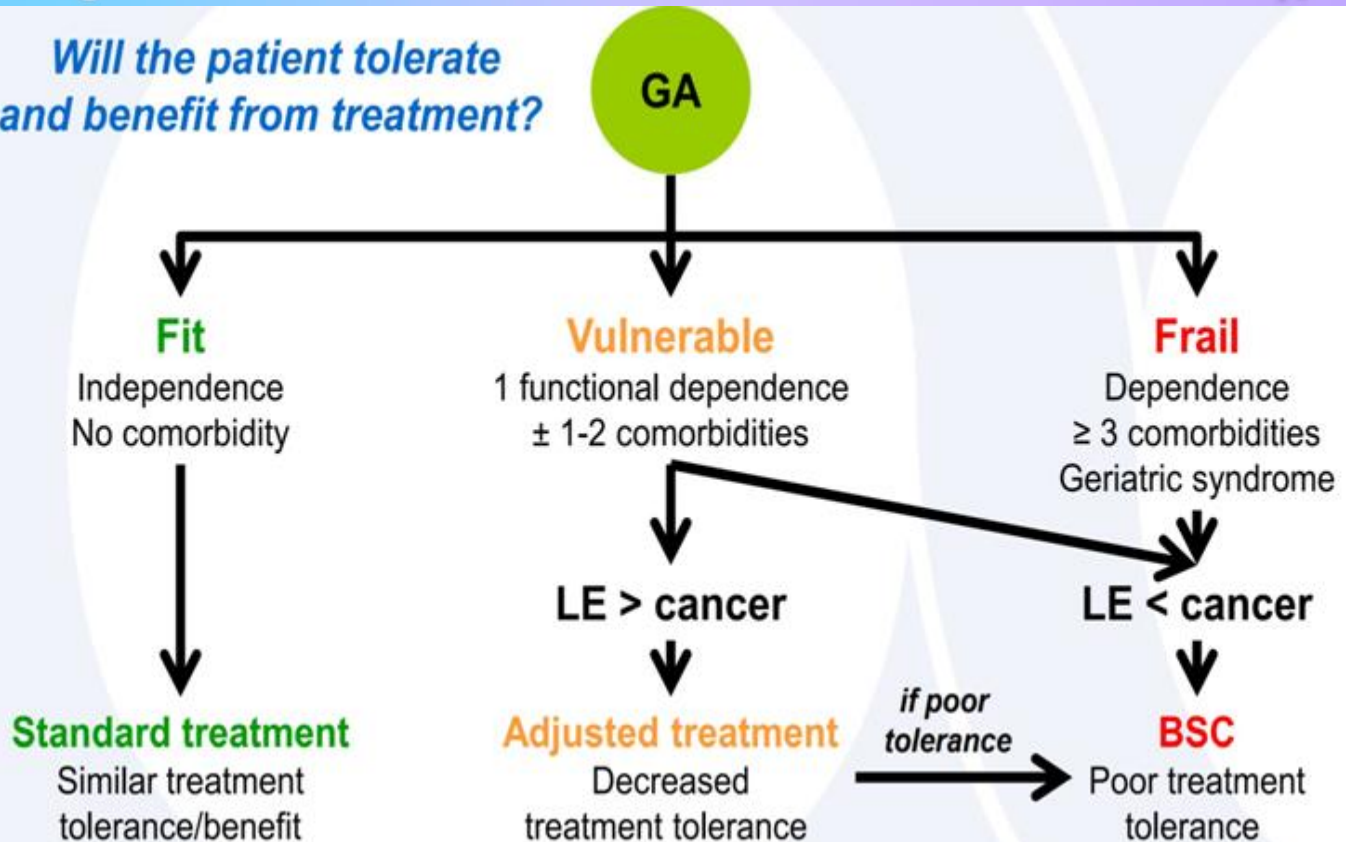 Will the patient tolerate
and benefit from treatment?
GA
Fit
Independence
No comorbidity
Vulnerable
1 functional dependence
± 1-2 comorbidities
Frail
Dependence
≥ 3 comorbidities
Geriatric syndrome
LE > cancer
LE < cancer
Standard treatment
Similar treatment
tolerance/benefit
Adjusted treatment
Decreased
treatment tolerance
if poor
tolerance
BSC
Poor treatment
tolerance